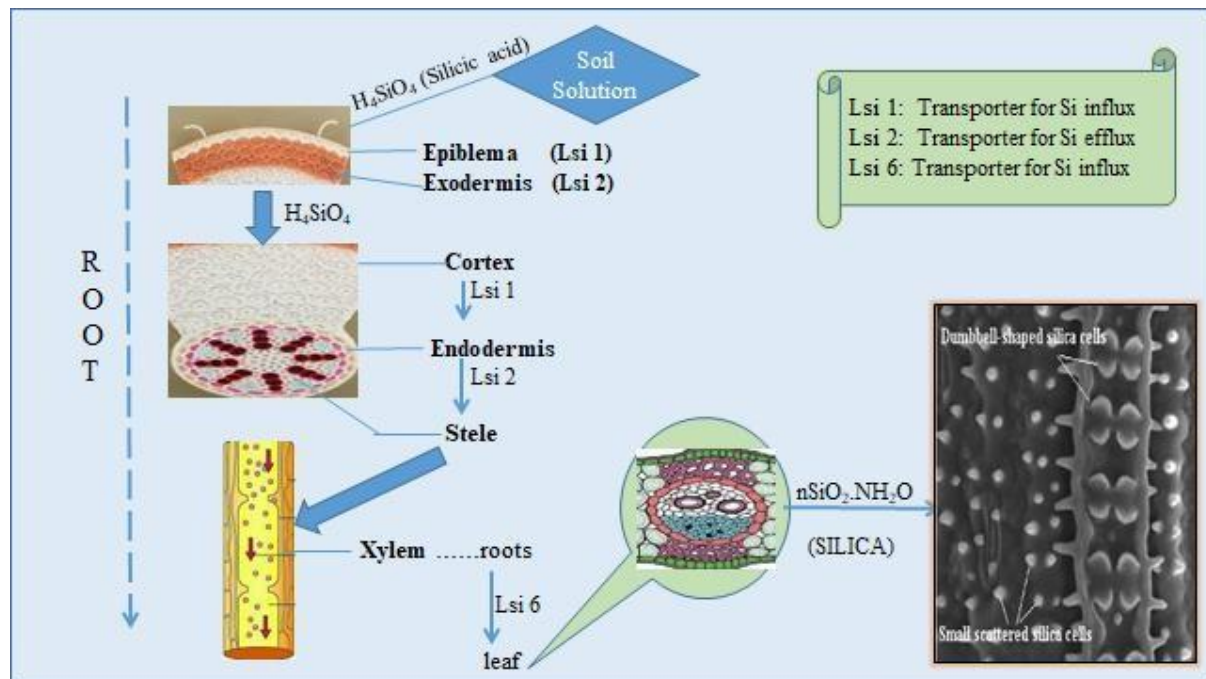 Soil
Solution
H₄SiO₄ (Silicic acid)
Epiblema (Lsi 1)
Exodermis (Lsi 2)
H₄SiO₄
Lsi 1: Transporter for Si influx
Lsi 2: Transporter for Si efflux
Lsi 6: Transporter for Si influx
ROOT
Cortex
Lsi 1
Endodermis
Lsi 2
Stele
Xylem ......roots
Lsi 6
leaf
nSiO₂.NH₂O
(SILICA)
Dumbbell-shaped silica cells
Small scattered silica cells